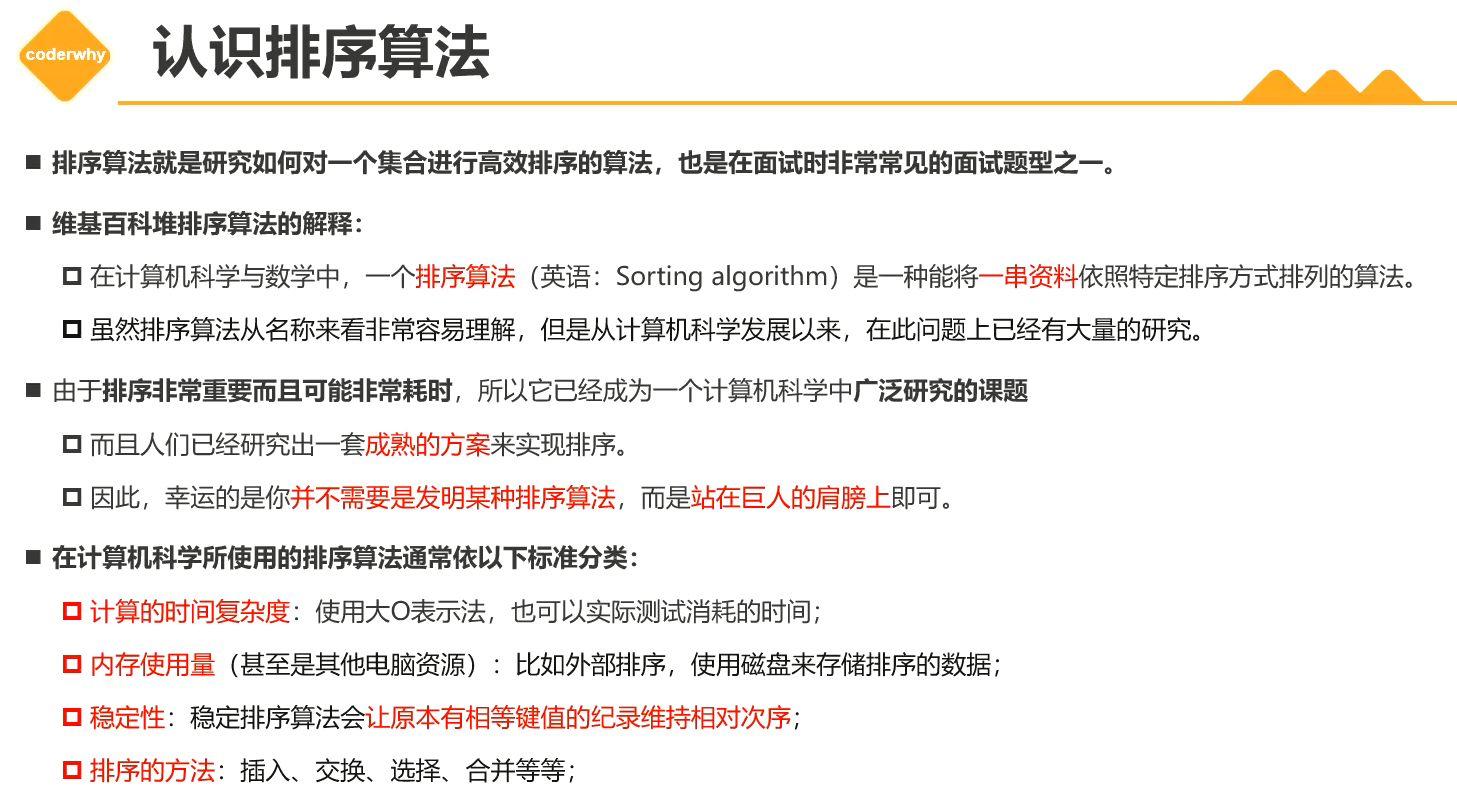 coderwhy
认识排序算法
排序算法就是研究如何对一个集合进行高效排序的算法，也是在面试时非常常见的面试题型之一。
维基百科堆排序算法的解释：
在计算机科学与数学中，一个排序算法（英语：Sorting algorithm）是一种能将一串资料依照特定排序方式排列的算法。
虽然排序算法从名称来看非常容易理解，但是从计算机科学发展以来，在此问题上已经有大量的研究。
由于排序非常重要而且可能非常耗时，所以它已经成为一个计算机科学中广泛研究的课题
而且人们已经研究出一套成熟的方案来实现排序。
因此，幸运的是你并不需要是发明某种排序算法，而是站在巨人的肩膀上即可。
在计算机科学所使用的排序算法通常依以下标准分类：
计算的时间复杂度：使用大O表示法，也可以实际测试消耗的时间；
内存使用量（甚至是其他电脑资源）：比如外部排序，使用磁盘来存储排序的数据；
稳定性：稳定排序算法会让原本有相等键值的纪录维持相对次序；
排序的方法：插入、交换、选择、合并等等；